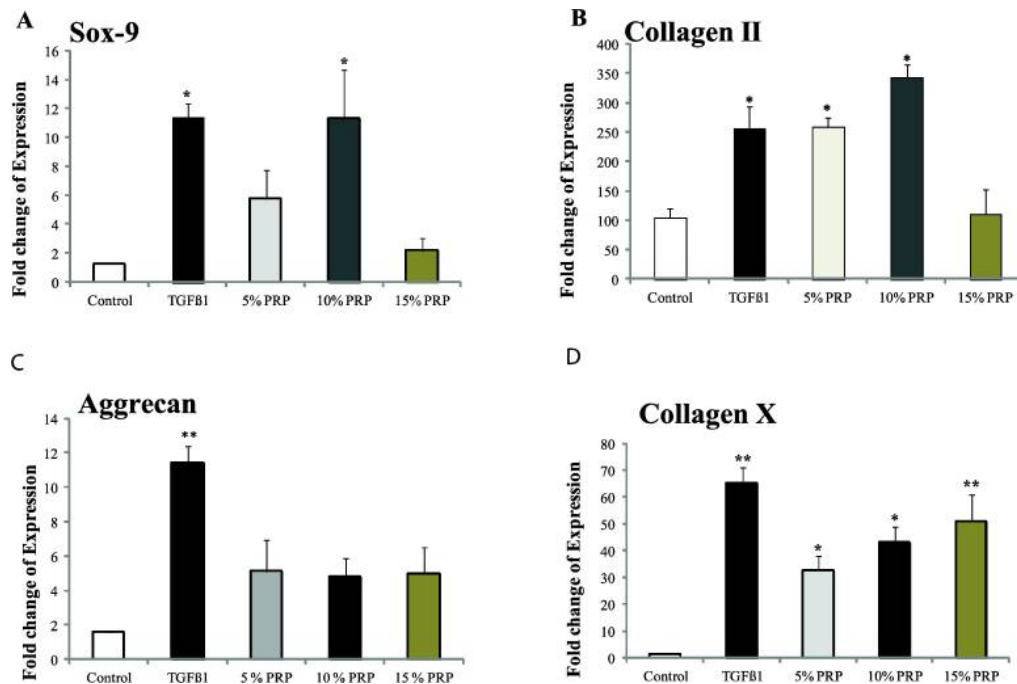 A
Sox-9
Fold change of Expression
16
14
12
10
8
6
4
2
0
*
*
Control TGFß1 5% PRP 10% PRP 15% PRP
B
Collagen II
Fold change of Expression
400
350
300
250
200
150
100
50
0
*
*
*
Control TGFß1 5% PRP 10% PRP 15% PRP
C
Aggrecan
Fold change of Expression
14
12
10
8
6
4
2
0
**
Control TGFß1 5 % PRP 10 % PRP 15 % PRP
D
Collagen X
Fold change of Expression
80
70
60
50
40
30
20
10
0
**
*
*
**
Control TGFß1 5% PRP 10% PRP 15% PRP